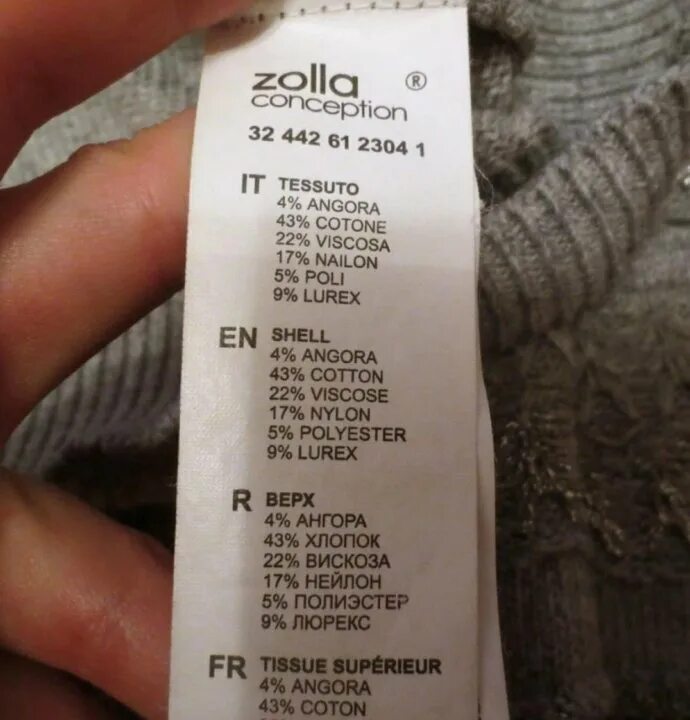 zolla ®
conception
32 442 61 2304 1
IT TESSUTO
4% ANGORA
43% COTONE
22% VISCOSA
17% NAILON
5% POLI
9% LUREX
EN SHELL
4% ANGORA
43% COTTON
22% VISCOSE
17% NYLON
5% POLYESTER
9% LUREX
R ВЕРХ
4% АНГОРА
43% ХЛОПОК
22% ВИСКОЗА
17% НЕЙЛОН
5% ПОЛИЭСТЕР
9% ЛЮРЕКС
FR TISSUE SUPÉRIEUR
4% ANGORA
43% COTON